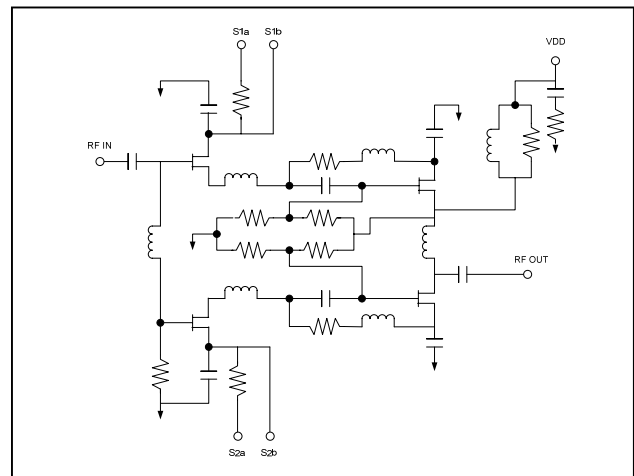 S1a S1b
VDD
RF IN
RF OUT
S2a S2b